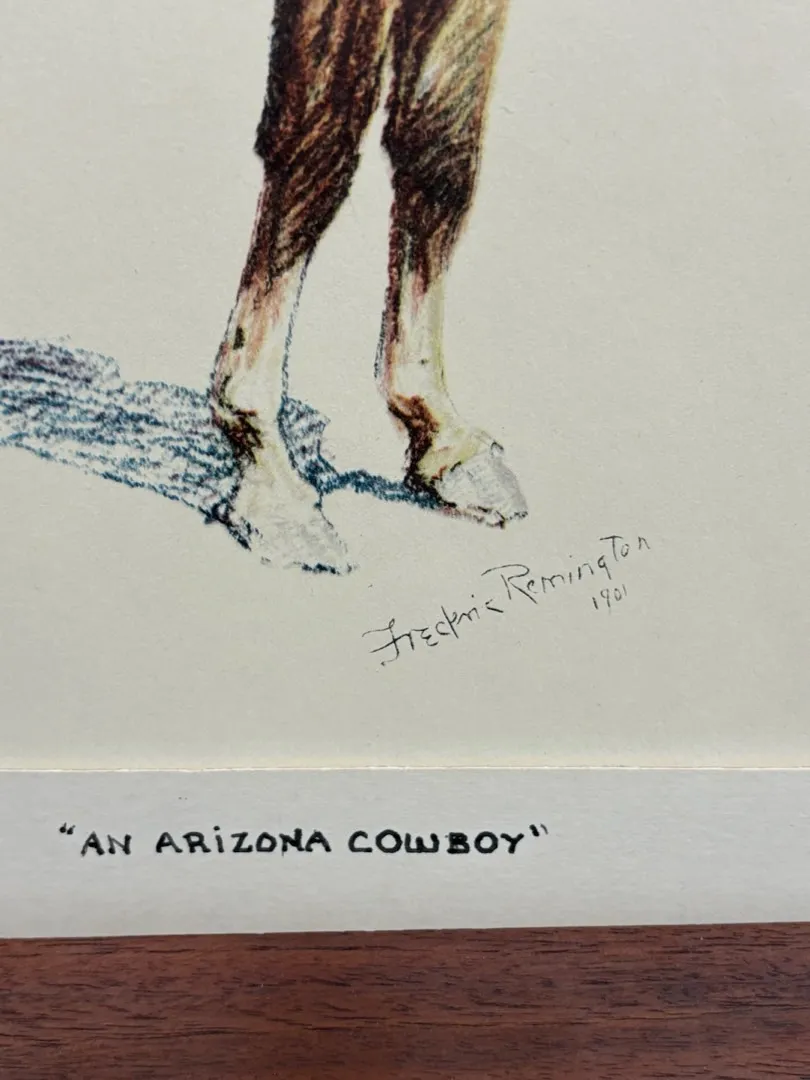 Frederic Remington
1901
"AN ARiZONA COWBOY"